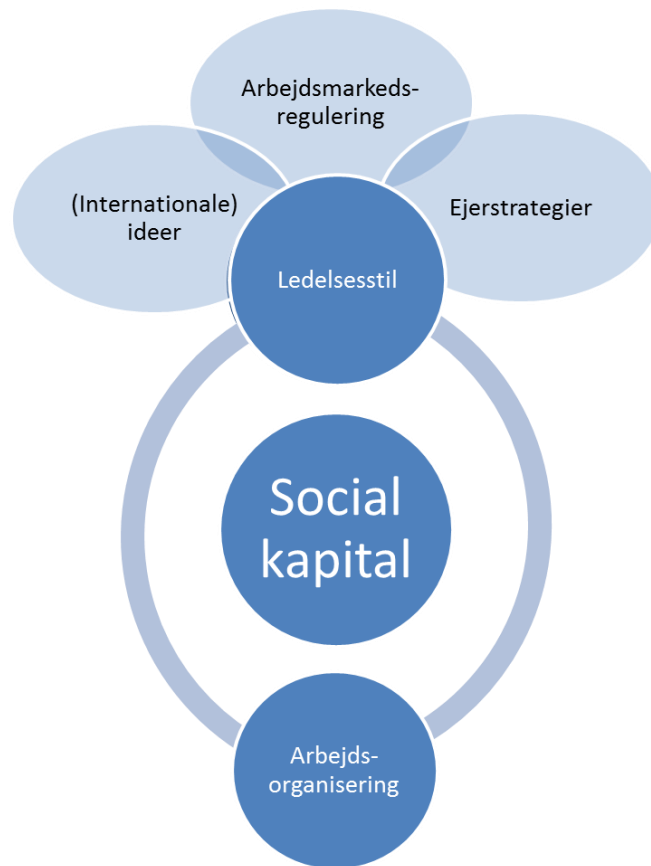 Arbejdsmarkeds-
regulering
(Internationale)
ideer
Ejerstrategier
Ledelsesstil
Social
kapital
Arbejds-
organisering